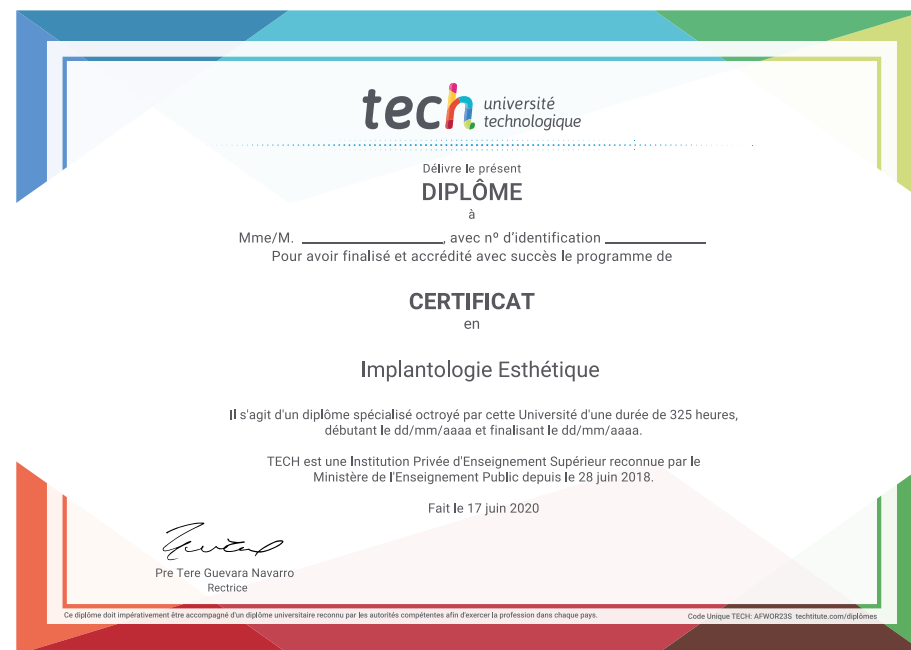 tech université
technologique
Délivre le présent
DIPLÔME
à
Mme/M. ____________________, avec nº d'identification ______________
Pour avoir finalisé et accrédité avec succès le programme de
CERTIFICAT
en
Implantologie Esthétique
Il s'agit d'un diplôme spécialisé octroyé par cette Université d'une durée de 325 heures,
débutant le dd/mm/aaaa et finalisant le dd/mm/aaaa.
TECH est une Institution Privée d'Enseignement Supérieur reconnue par le
Ministère de l'Enseignement Public depuis le 28 juin 2018.
Fait le 17 juin 2020
Pre Tere Guevara Navarro
Rectrice
Ce diplôme doit impérativement être accompagné d'un diplôme universitaire reconnu par les autorités compétentes afin d'exercer la profession dans chaque pays.
Code Unique TECH: AFWOR23S techtitute.com/diplômes